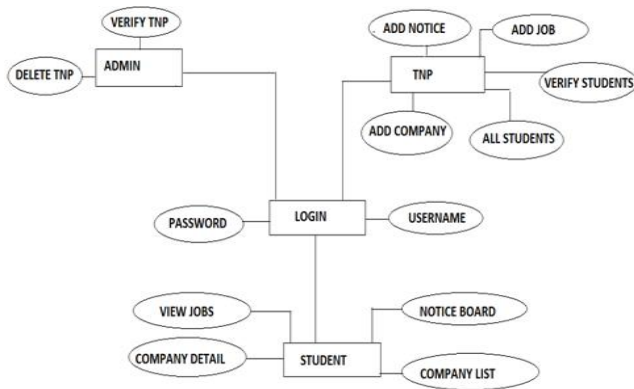 VERIFY TNP
ADD NOTICE
ADD JOB
ADMIN
DELETE TNP
TNP
VERIFY STUDENTS
ADD COMPANY
ALL STUDENTS
LOGIN
PASSWORD
USERNAME
VIEW JOBS
NOTICE BOARD
COMPANY DETAIL
STUDENT
COMPANY LIST